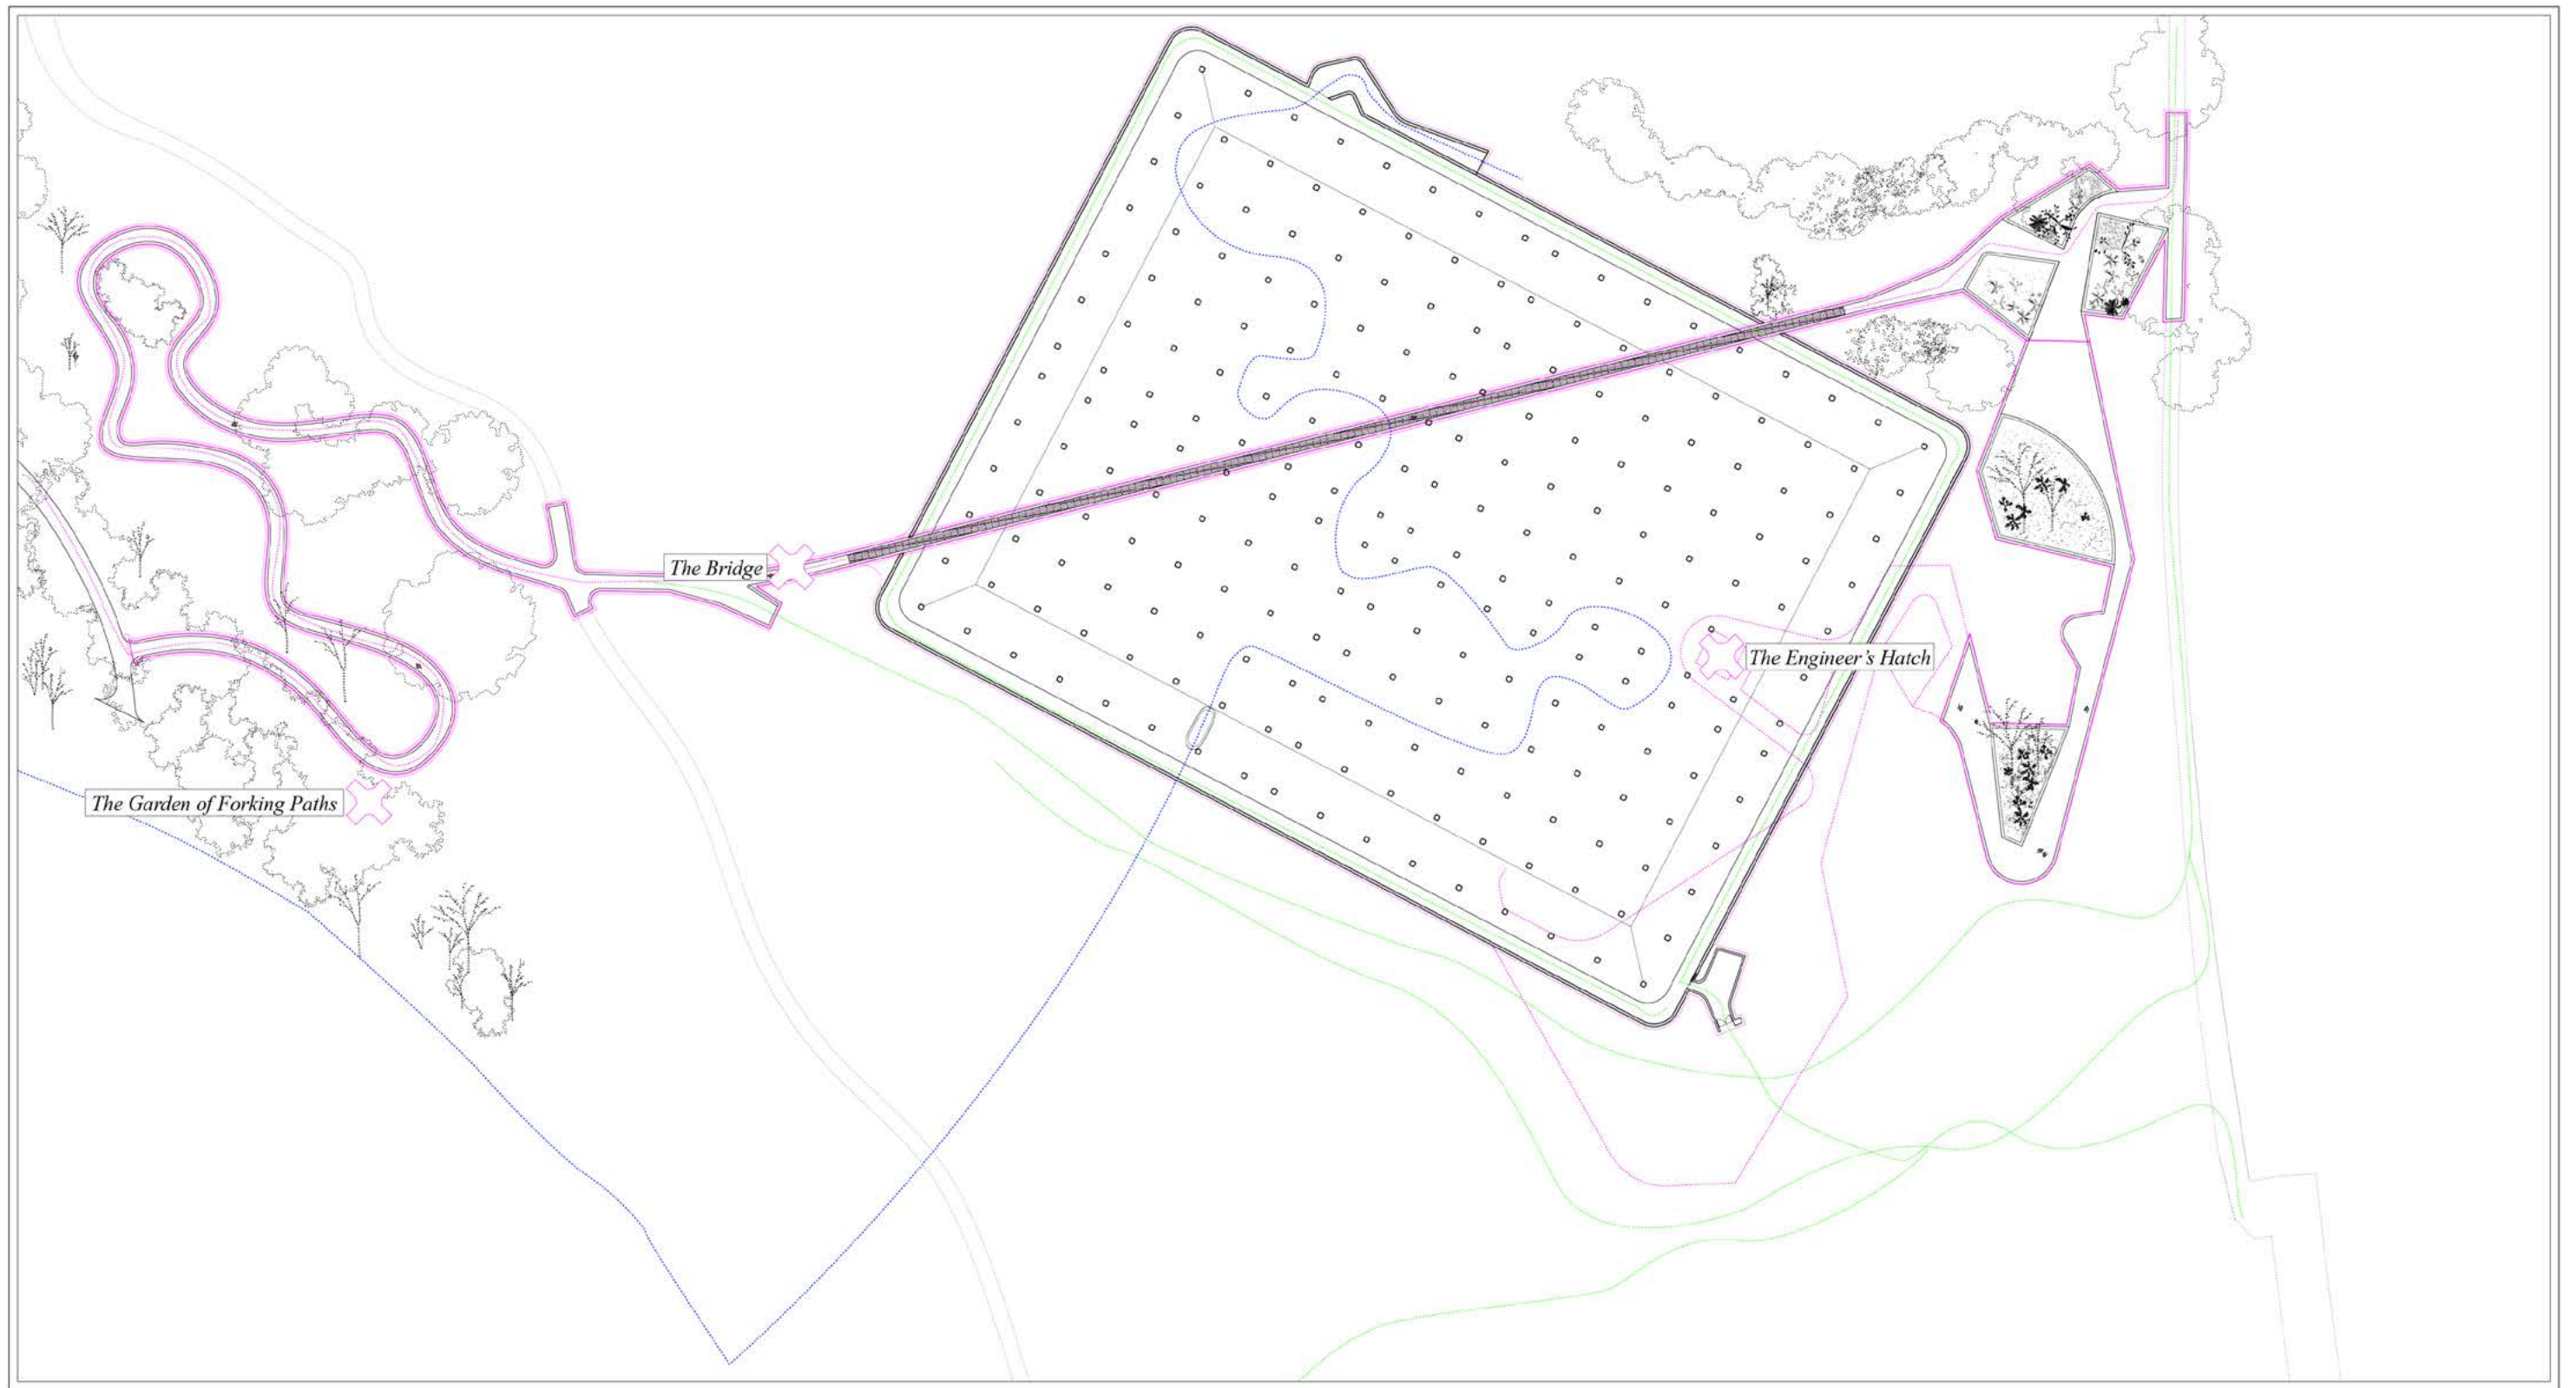 The Bridge
The Engineer's Hatch
The Garden of Forking Paths